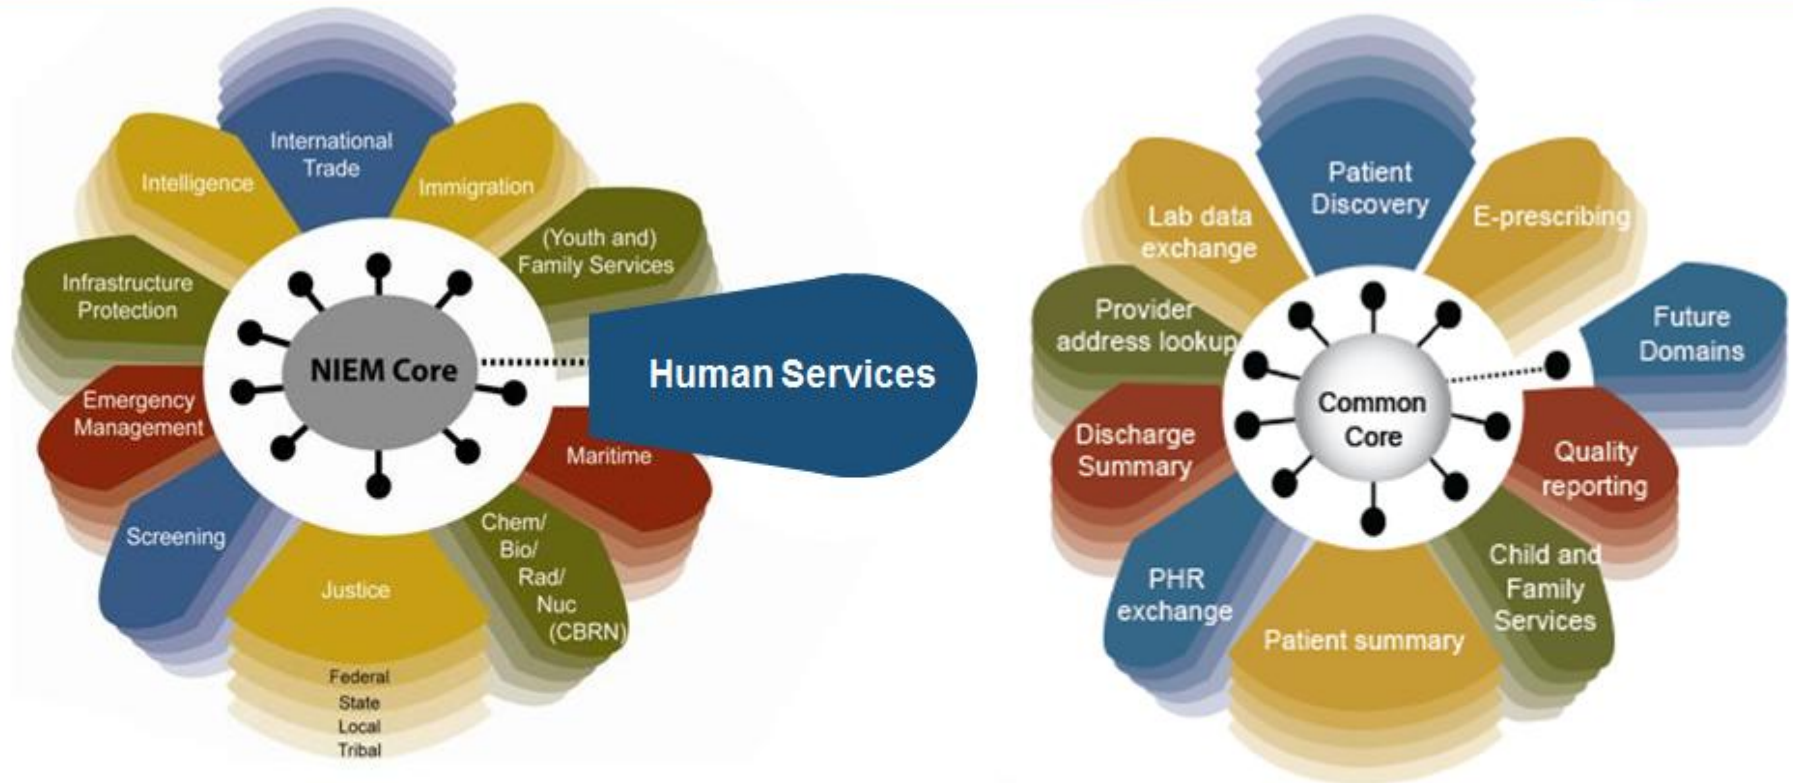 International
Trade
Intelligence
Immigration
(Youth and)
Family Services
Infrastructure
Protection
NIEM Core
Human Services
Emergency
Management
Maritime
Screening
Chem/
Bio/
Rad/
Nuc
(CBRN)
Justice
Federal
State
Local
Tribal
Patient
Discovery
Lab data
exchange
E-prescribing
Provider
address lookup
Future
Domains
Common
Core
Discharge
Summary
Quality
reporting
PHR
exchange
Child and
Family
Services
Patient summary